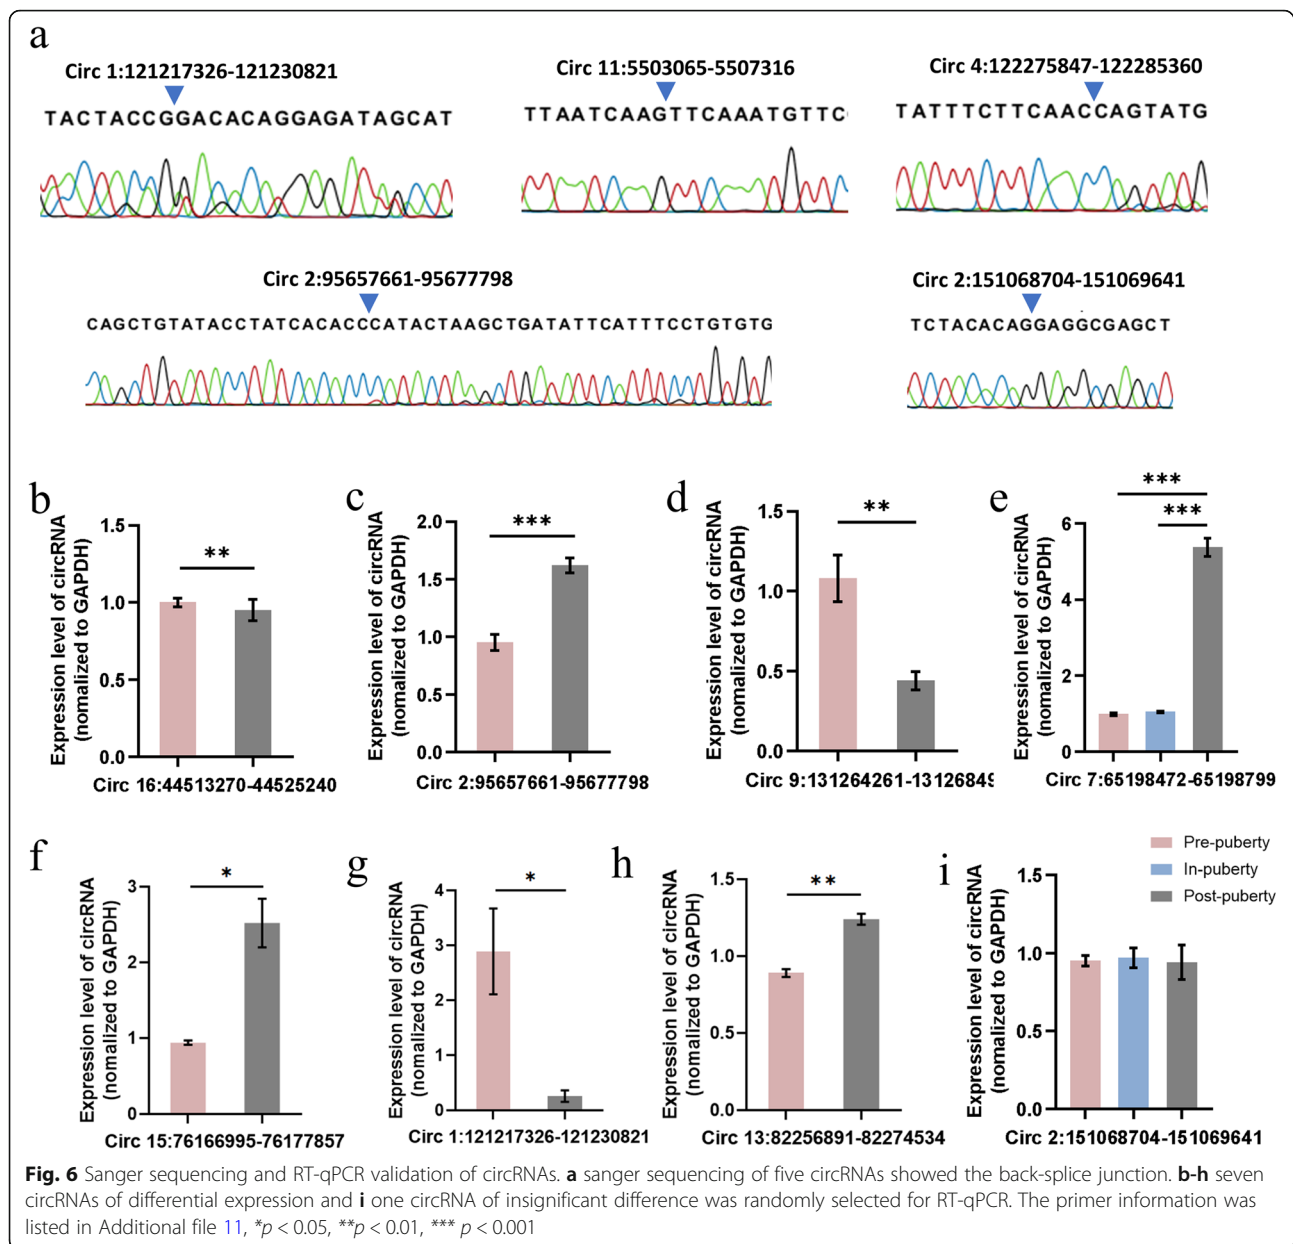 a
Circ 1:121217326-121230821
TACTACCGGACACAGGAGATAGCAT
Circ 11:5503065-5507316
TTAATCAAGTTCAAATGTTC
Circ 4:122275847-122285360
TATTTCTTCAACCAGTATG
Circ 2:95657661-95677798
CAGCTGTATACCTATCACACCCATACTAAGCTGATATTCATTTCCTGTGTG
Circ 2:151068704-151069641
TCTACACAGGAGGCGAGCT
b
Expression level of circRNA
(nomalized to GAPDH)
1.5
1.0
0.5
0.0
**
Circ 16:44513270-44525240
c
Expression level of circRNA
(nomalized to GAPDH)
2.0
1.5
1.0
0.5
0.0
***
Circ 2:95657661-95677798
d
Expression level of circRNA
(nomalized to GAPDH)
1.5
1.0
0.5
0.0
**
Circ 9:131264261-13126849
e
Expression level of circRNA
(nomalized to GAPDH)
6
4
2
0
***
***
Circ 7:65198472-65198799
f
Expression level of circRNA
(nomalized to GAPDH)
3
2
1
0
*
Circ 15:76166995-76177857
g
Expression level of circRNA
(nomalized to GAPDH)
4
3
2
1
0
*
Circ 1:121217326-121230821
h
Expression level of circRNA
(nomalized to GAPDH)
1.5
1.0
0.5
0.0
**
Circ 13:82256891-82274534
i
Pre-puberty
In-puberty
Post-puberty
Expression level of circRNA
(nomalized to GAPDH)
1.5
1.0
0.5
0.0
Circ 2:151068704-151069641
Fig. 6 Sanger sequencing and RT-qPCR validation of circRNAs. a sanger sequencing of five circRNAs showed the back-splice junction. b-h seven
circRNAs of differential expression and i one circRNA of insignificant difference was randomly selected for RT-qPCR. The primer information was
listed in Additional file 11, *p < 0.05, **p < 0.01, *** p < 0.001